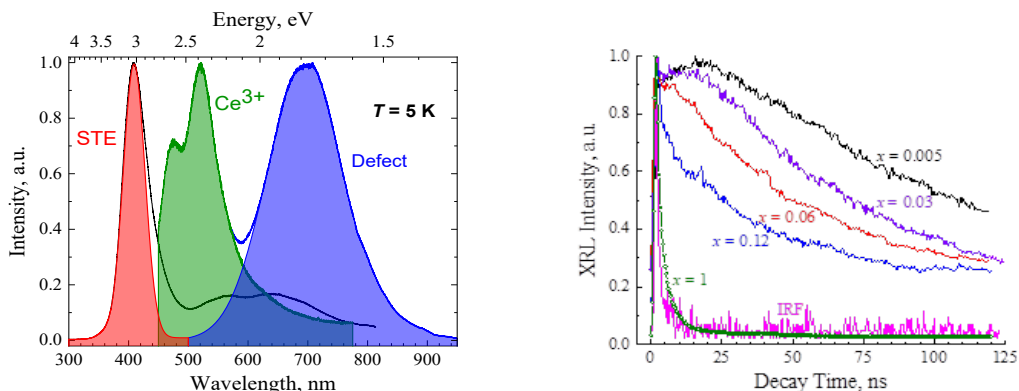 Energy, eV
4 3.5 3 2.5 2 1.5
1.0
0.8
0.6
0.4
0.2
0.0
Intensity, a.u.
STE
Ce3+
Defect
T = 5 K
300 400 500 600 700 800 900
Wavelength, nm
1.0
0.8
0.6
0.4
0.2
0.0
XRL Intensity, a.u.
x = 0.005
x = 0.03
x = 0.06
x = 0.12
x = 1
IRF
0 25 50 75 100 125
Decay Time, ns